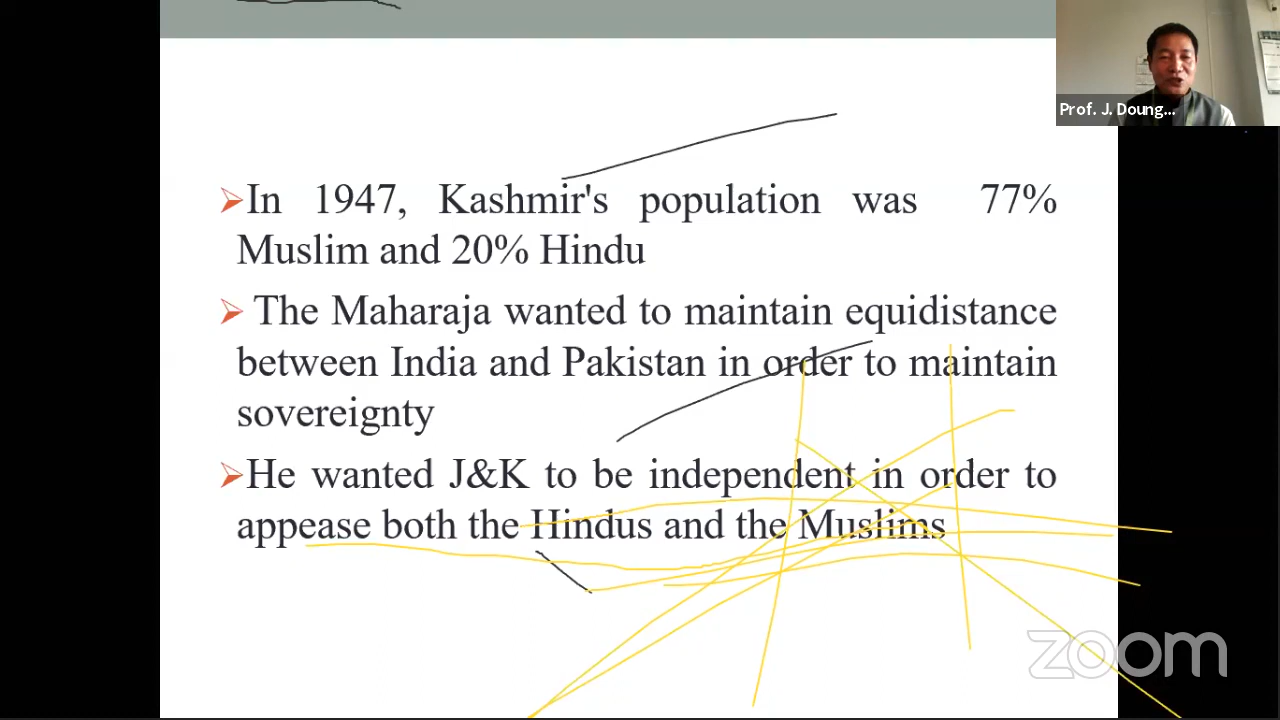 Prof. J. Doung...
➢In 1947, Kashmir's population was 77%
Muslim and 20% Hindu
➢ The Maharaja wanted to maintain equidistance
between India and Pakistan in order to maintain
sovereignty
➢He wanted J&K to be independent in order to
appease both the Hindus and the Muslims
zoom